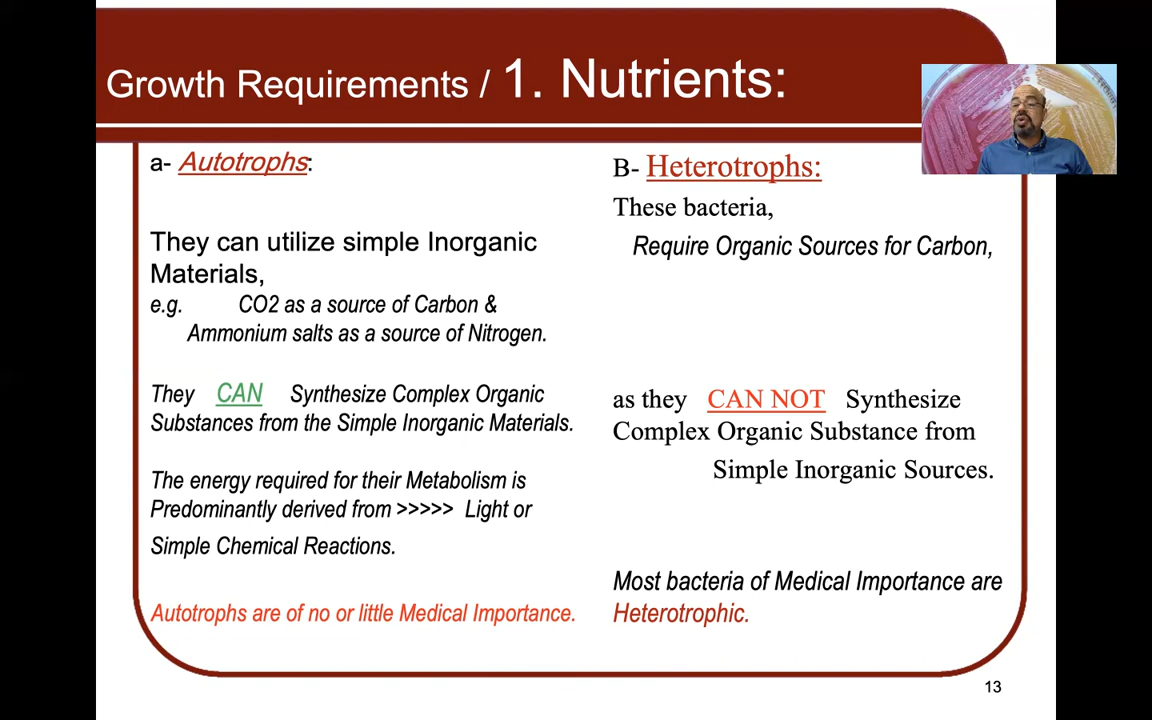 Growth Requirements / 1. Nutrients:
a- Autotrophs:
They can utilize simple Inorganic
Materials,
e.g. CO2 as a source of Carbon &
Ammonium salts as a source of Nitrogen.
They CAN Synthesize Complex Organic
Substances from the Simple Inorganic Materials.
The energy required for their Metabolism is
Predominantly derived from >>>>> Light or
Simple Chemical Reactions.
Autotrophs are of no or little Medical Importance.
B- Heterotrophs:
These bacteria,
Require Organic Sources for Carbon,
as they CAN NOT Synthesize
Complex Organic Substance from
Simple Inorganic Sources.
Most bacteria of Medical Importance are
Heterotrophic.
13